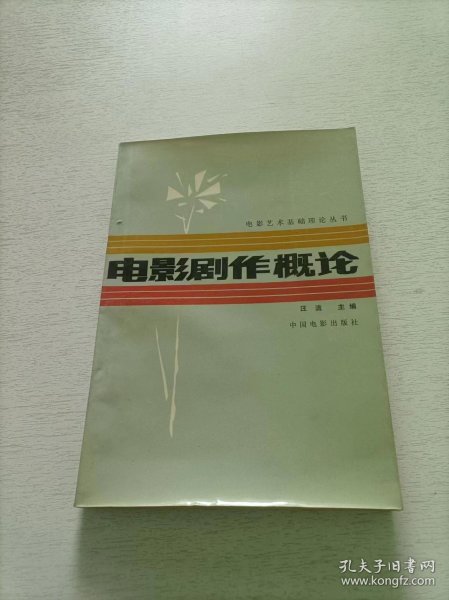 电影艺术基础理论丛书
电影剧作概论
汪流 主编
中国电影出版社
孔夫子旧书网
www.kongfz.com